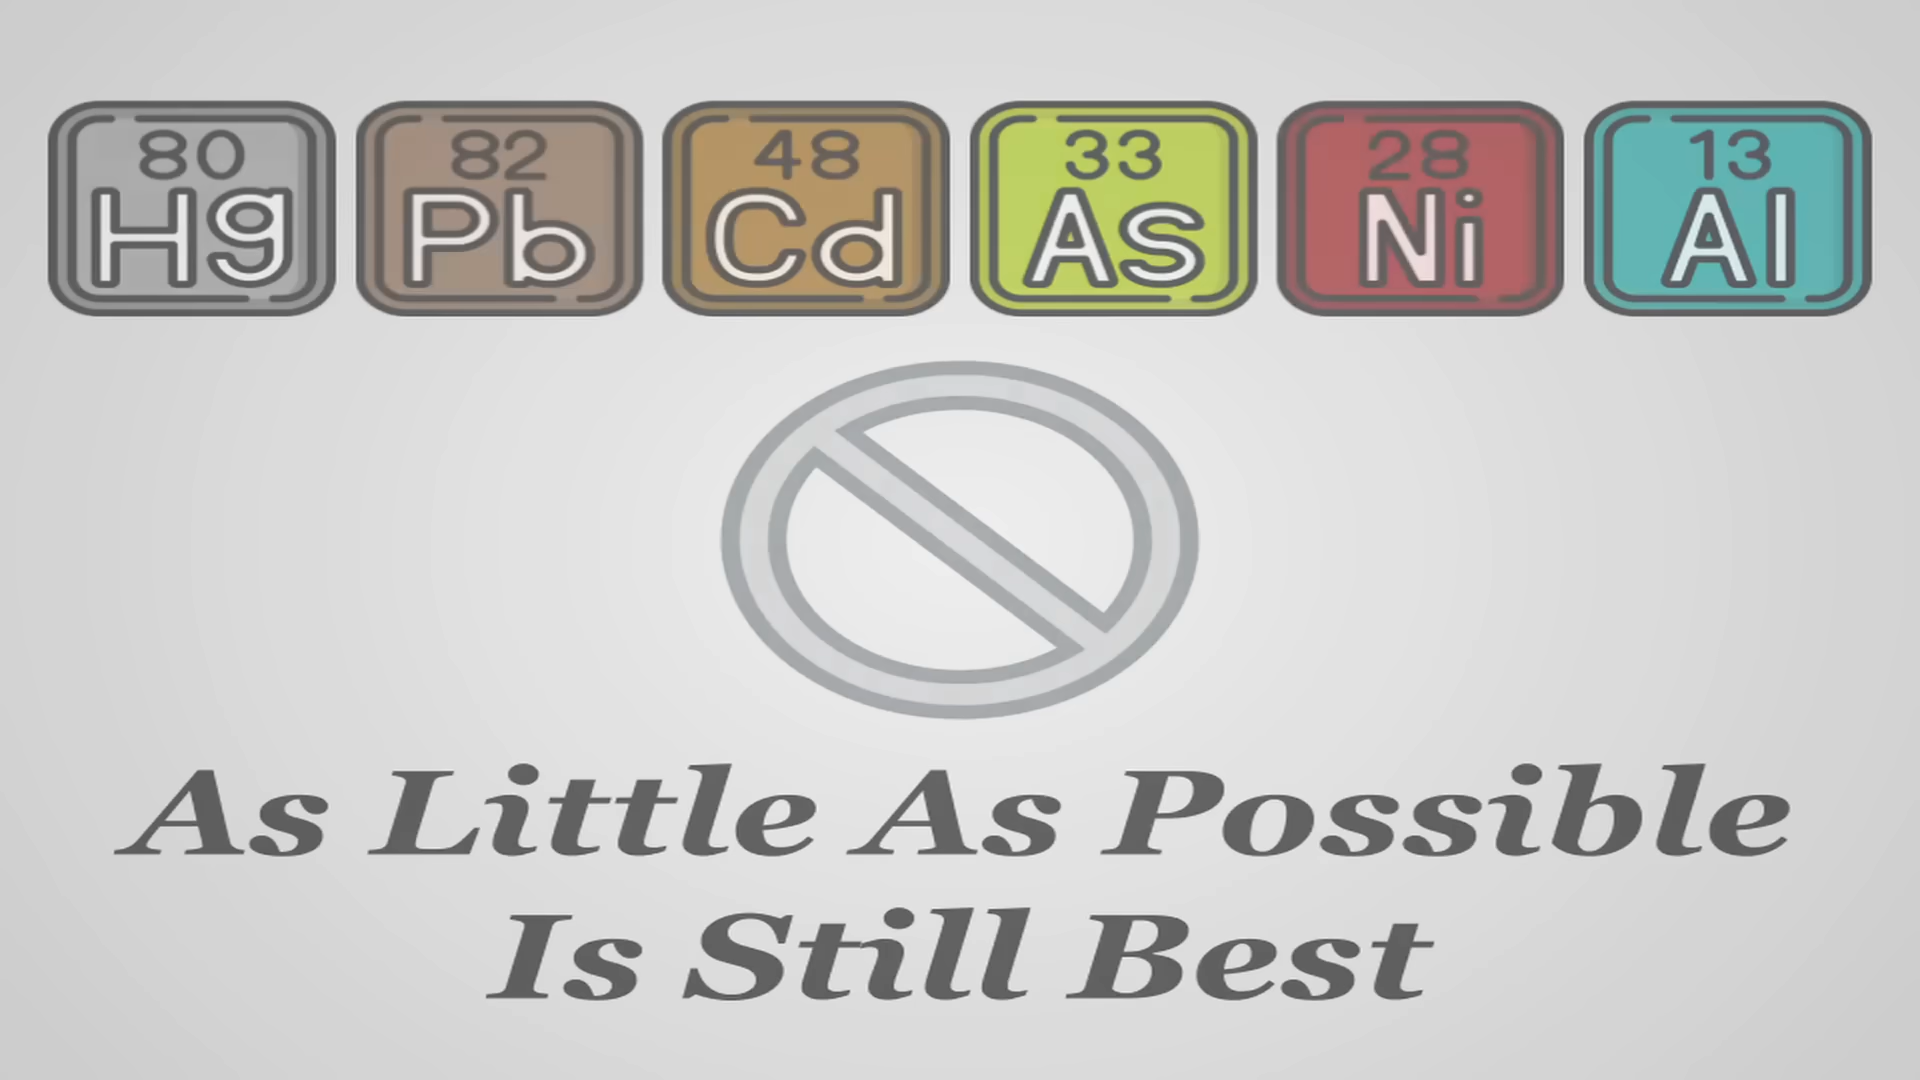 80 82 48 33 28 13
Hg Pb Cd As Ni Al
As Little As Possible
Is Still Best